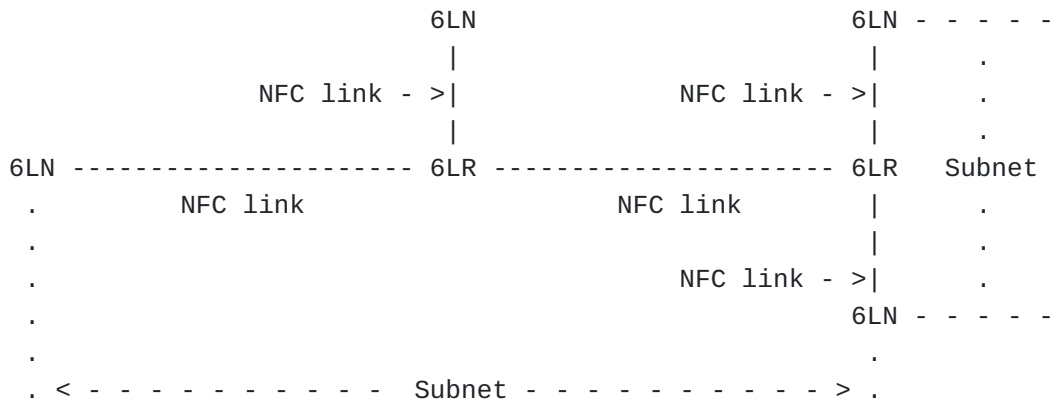 6LN                    6LN - - - - -
|                   |     .
NFC link - >|          NFC link - >|     .
|                   |     .
6LN ---------------------- 6LR ---------------------- 6LR   Subnet
.       NFC link               NFC link      |     .
.                                       |     .
.                               NFC link - >|     .
.                                       6LN - - - - -
.                                        .
. < - - - - - - - - - -  Subnet - - - - - - - - - - > .